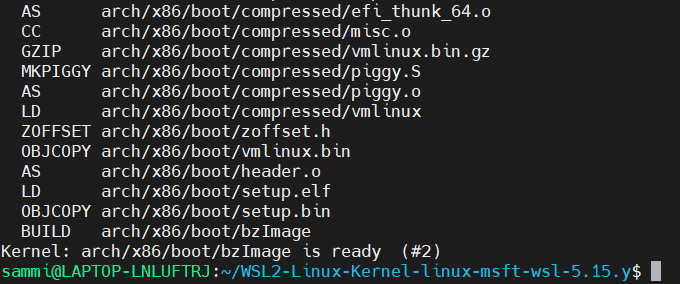 AS      arch/x86/boot/compressed/efi_thunk_64.o
CC      arch/x86/boot/compressed/misc.o
GZIP    arch/x86/boot/compressed/vmlinux.bin.gz
MKPIGGY arch/x86/boot/compressed/piggy.S
AS      arch/x86/boot/compressed/piggy.o
LD      arch/x86/boot/compressed/vmlinux
ZOFFSET arch/x86/boot/zoffset.h
OBJCOPY arch/x86/boot/vmlinux.bin
AS      arch/x86/boot/header.o
LD      arch/x86/boot/setup.elf
OBJCOPY arch/x86/boot/setup.bin
BUILD   arch/x86/boot/bzImage
Kernel: arch/x86/boot/bzImage is ready  (#2)
sammi@LAPTOP-LNLUFTRJ:~/WSL2-Linux-Kernel-linux-msft-wsl-5.15.y$